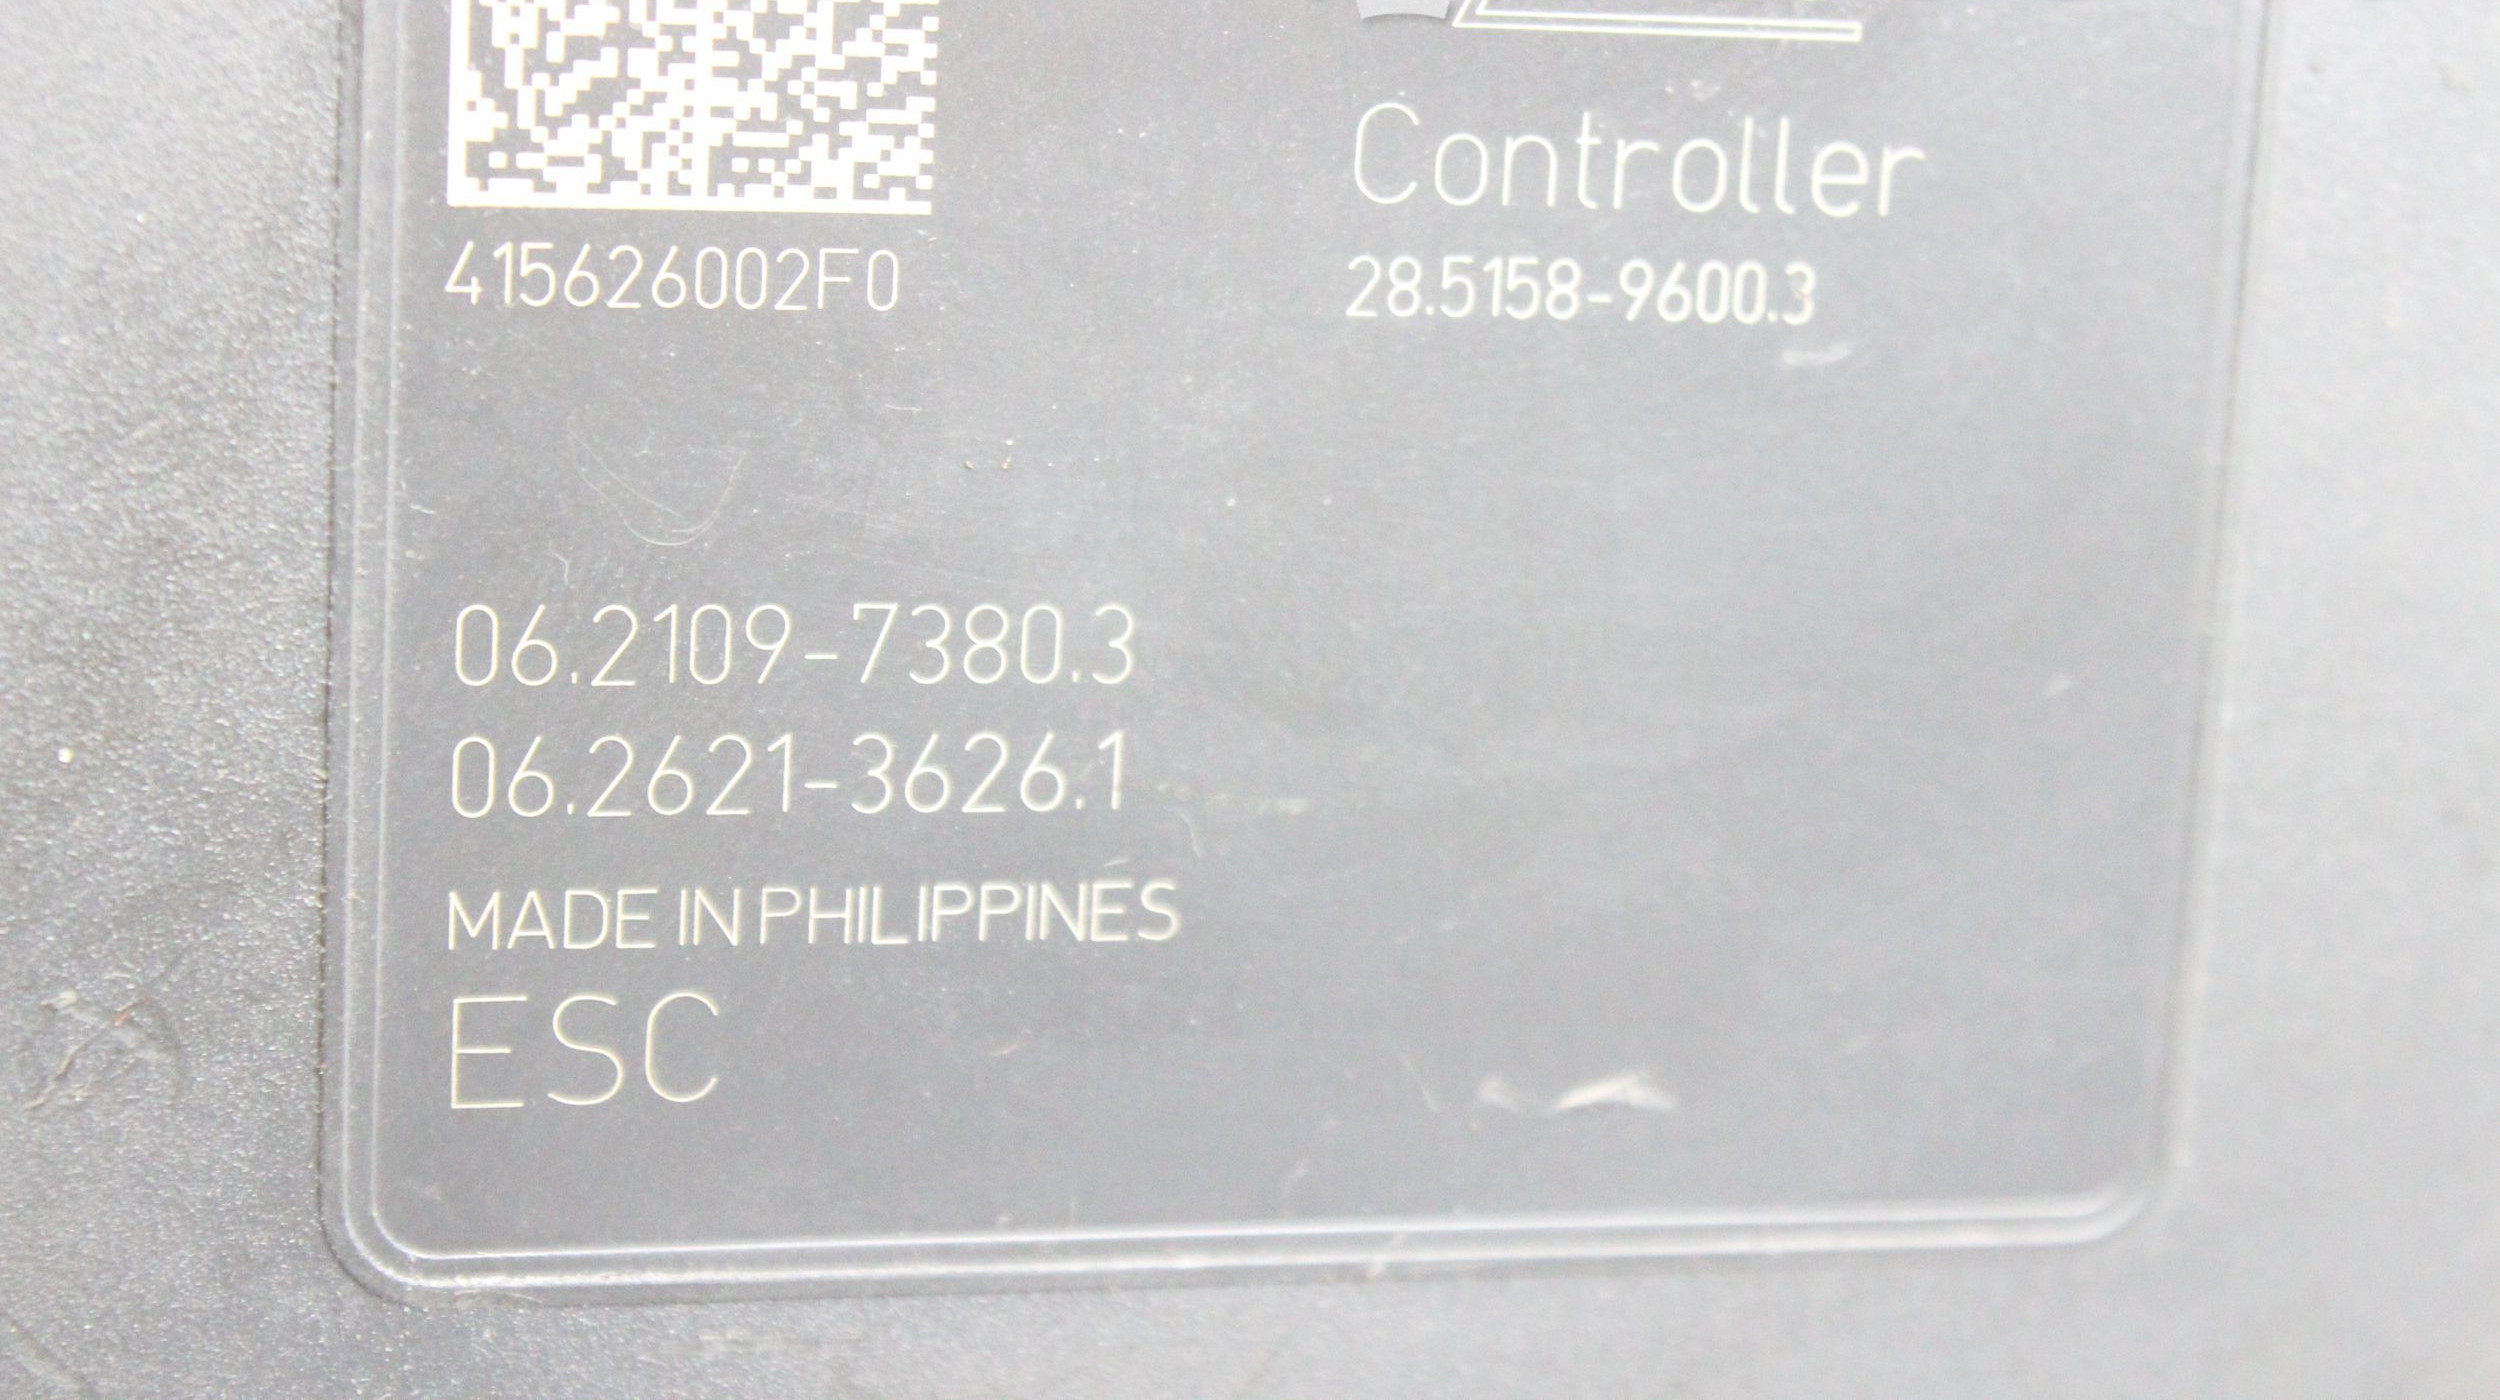 415626002F0
Controller
28.5158-9600.3
06.2109-7380.3
06.2621-3626.1
MADE IN PHILIPPINES
ESC